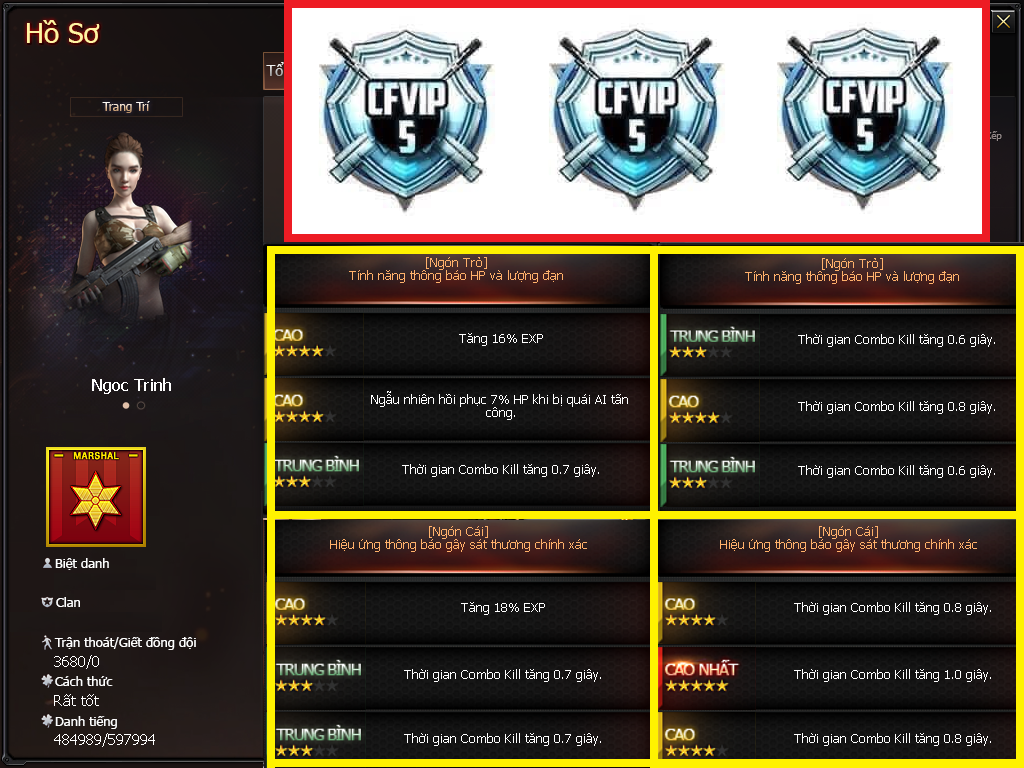 Hồ Sơ
Tổ
Trang Trí
CFVIP
5
CFVIP
5
CFVIP
5
Ngoc Trinh
MARSHAL
Biệt danh
Clan
Trận thoát/Giết đồng đội
3680/0
Cách thức
Rất tốt
Danh tiếng
484989/597994
[Ngón Trỏ]
Tính năng thông báo HP và lượng đạn
CAO
Tăng 16% EXP
CAO
Ngẫu nhiên hồi phục 7% HP khi bị quái AI tấn
công.
TRUNG BÌNH
Thời gian Combo Kill tăng 0.7 giây.
[Ngón Trỏ]
Tính năng thông báo HP và lượng đạn
TRUNG BÌNH
Thời gian Combo Kill tăng 0.6 giây.
CAO
Thời gian Combo Kill tăng 0.8 giây.
TRUNG BÌNH
Thời gian Combo Kill tăng 0.6 giây.
[Ngón Cái]
Hiệu ứng thông báo gây sát thương chính xác
CAO
Tăng 18% EXP
TRUNG BÌNH
Thời gian Combo Kill tăng 0.7 giây.
TRUNG BÌNH
Thời gian Combo Kill tăng 0.7 giây.
[Ngón Cái]
Hiệu ứng thông báo gây sát thương chính xác
CAO
Thời gian Combo Kill tăng 0.8 giây.
CAO NHẤT
Thời gian Combo Kill tăng 1.0 giây.
CAO
Thời gian Combo Kill tăng 0.8 giây.